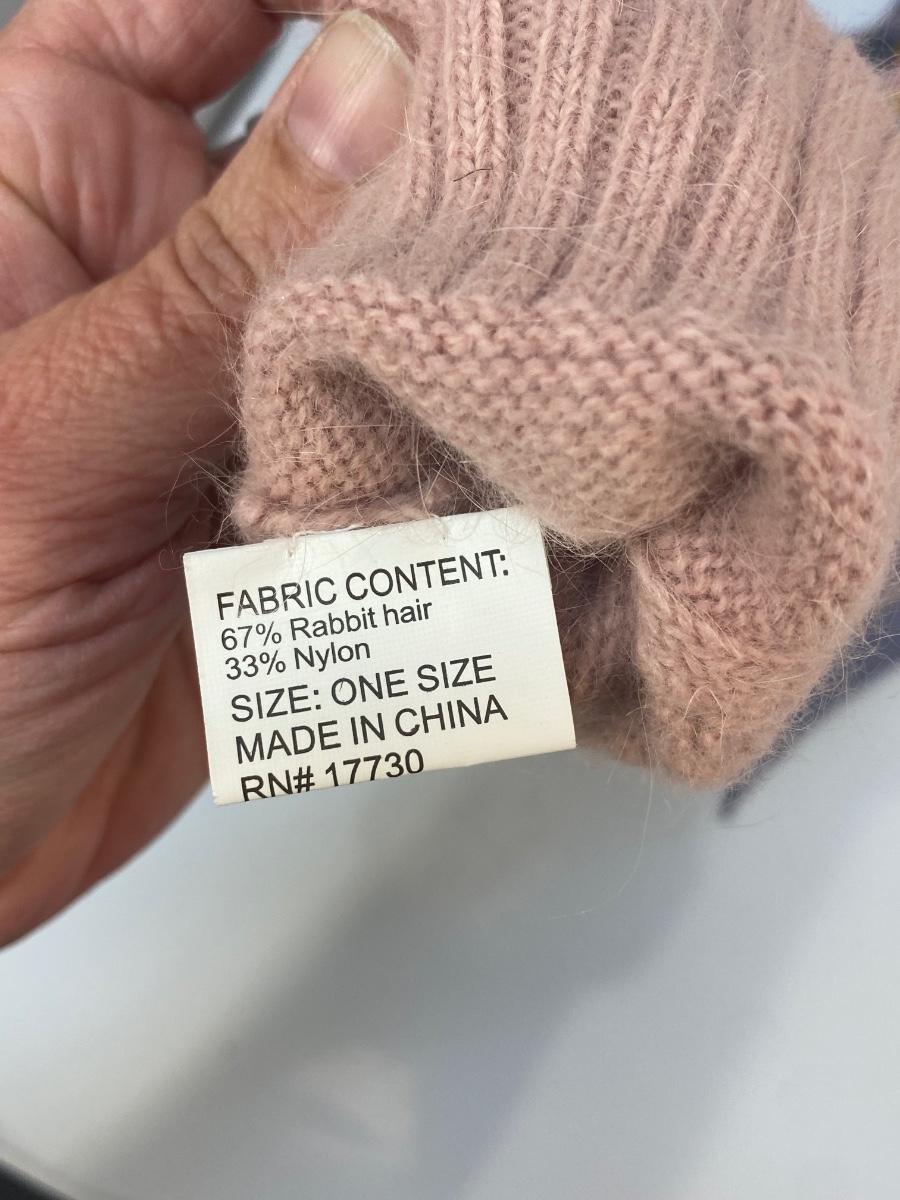 FABRIC CONTENT:
67% Rabbit hair
33% Nylon
SIZE: ONE SIZE
MADE IN CHINA
RN# 17730